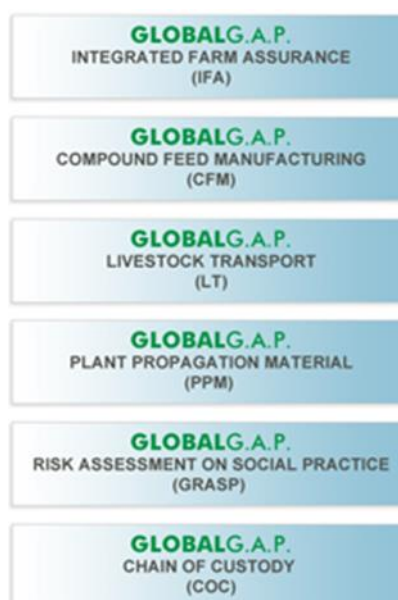 GLOBALG.A.P.
INTEGRATED FARM ASSURANCE
(IFA)
GLOBALG.A.P.
COMPOUND FEED MANUFACTURING
(CFM)
GLOBALG.A.P.
LIVESTOCK TRANSPORT
(LT)
GLOBALG.A.P.
PLANT PROPAGATION MATERIAL
(PPM)
GLOBALG.A.P.
RISK ASSESSMENT ON SOCIAL PRACTICE
(GRASP)
GLOBALG.A.P.
CHAIN OF CUSTODY
(COC)